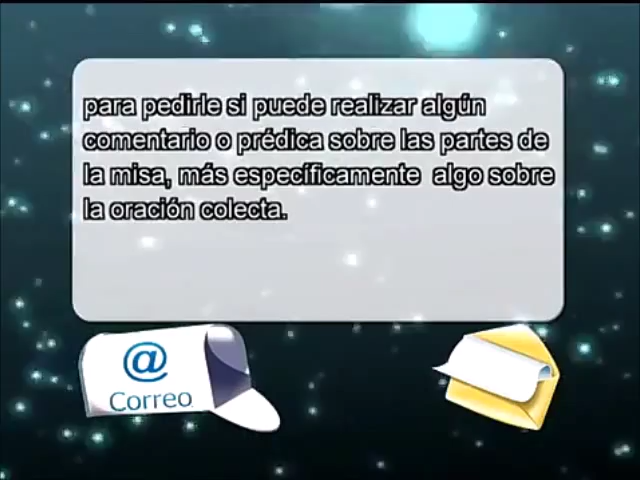 para pedirle si puede realizar algún
comentario o prédica sobre las partes de
la misa, más específicamente algo sobre
la oración colecta.
@
Correo